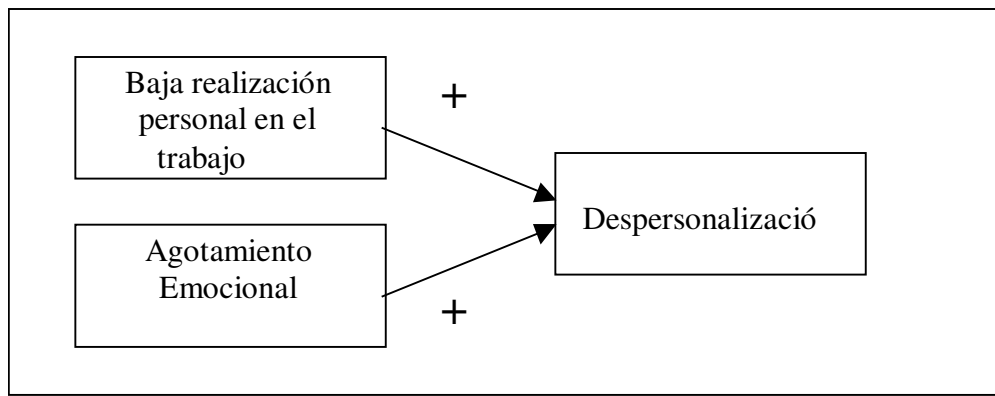 Baja realización
personal en el
trabajo
+
Despersonalizació
Agotamiento
Emocional
+